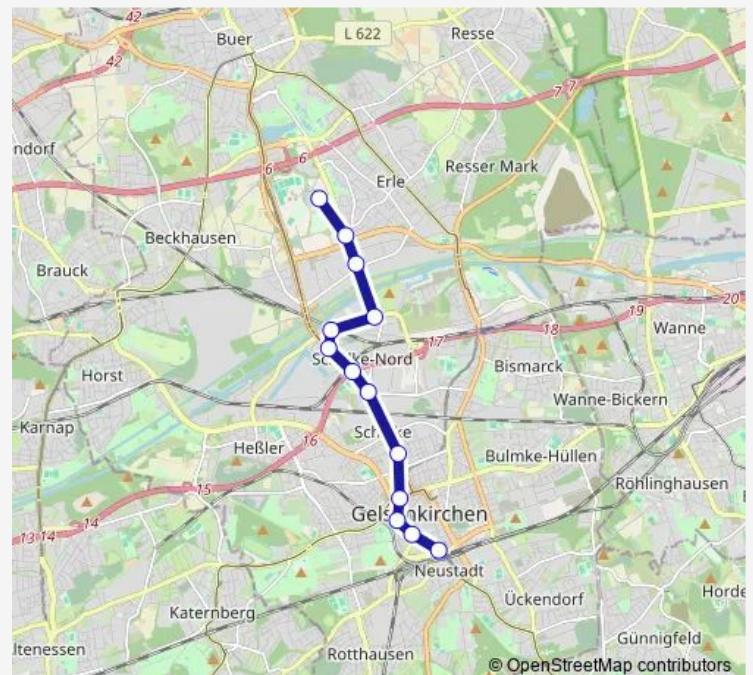 42
Buer
L 622
Resse
42
7 7
ndorf
6 6
Resser Mark
Erle
Beckhausen
Brauck
20
19
18
Wanne
17
Horst
Bismarck
Wanne-Bickern
Karnap
16
Heßler
Bulmke-Hüllen
15
Röhlinghausen
14
13 14
Neustadt
Ückendorf
Horde
Katernberg
Günnigfeld
ltenessen
Rotthausen
© OpenStreetMap contributors